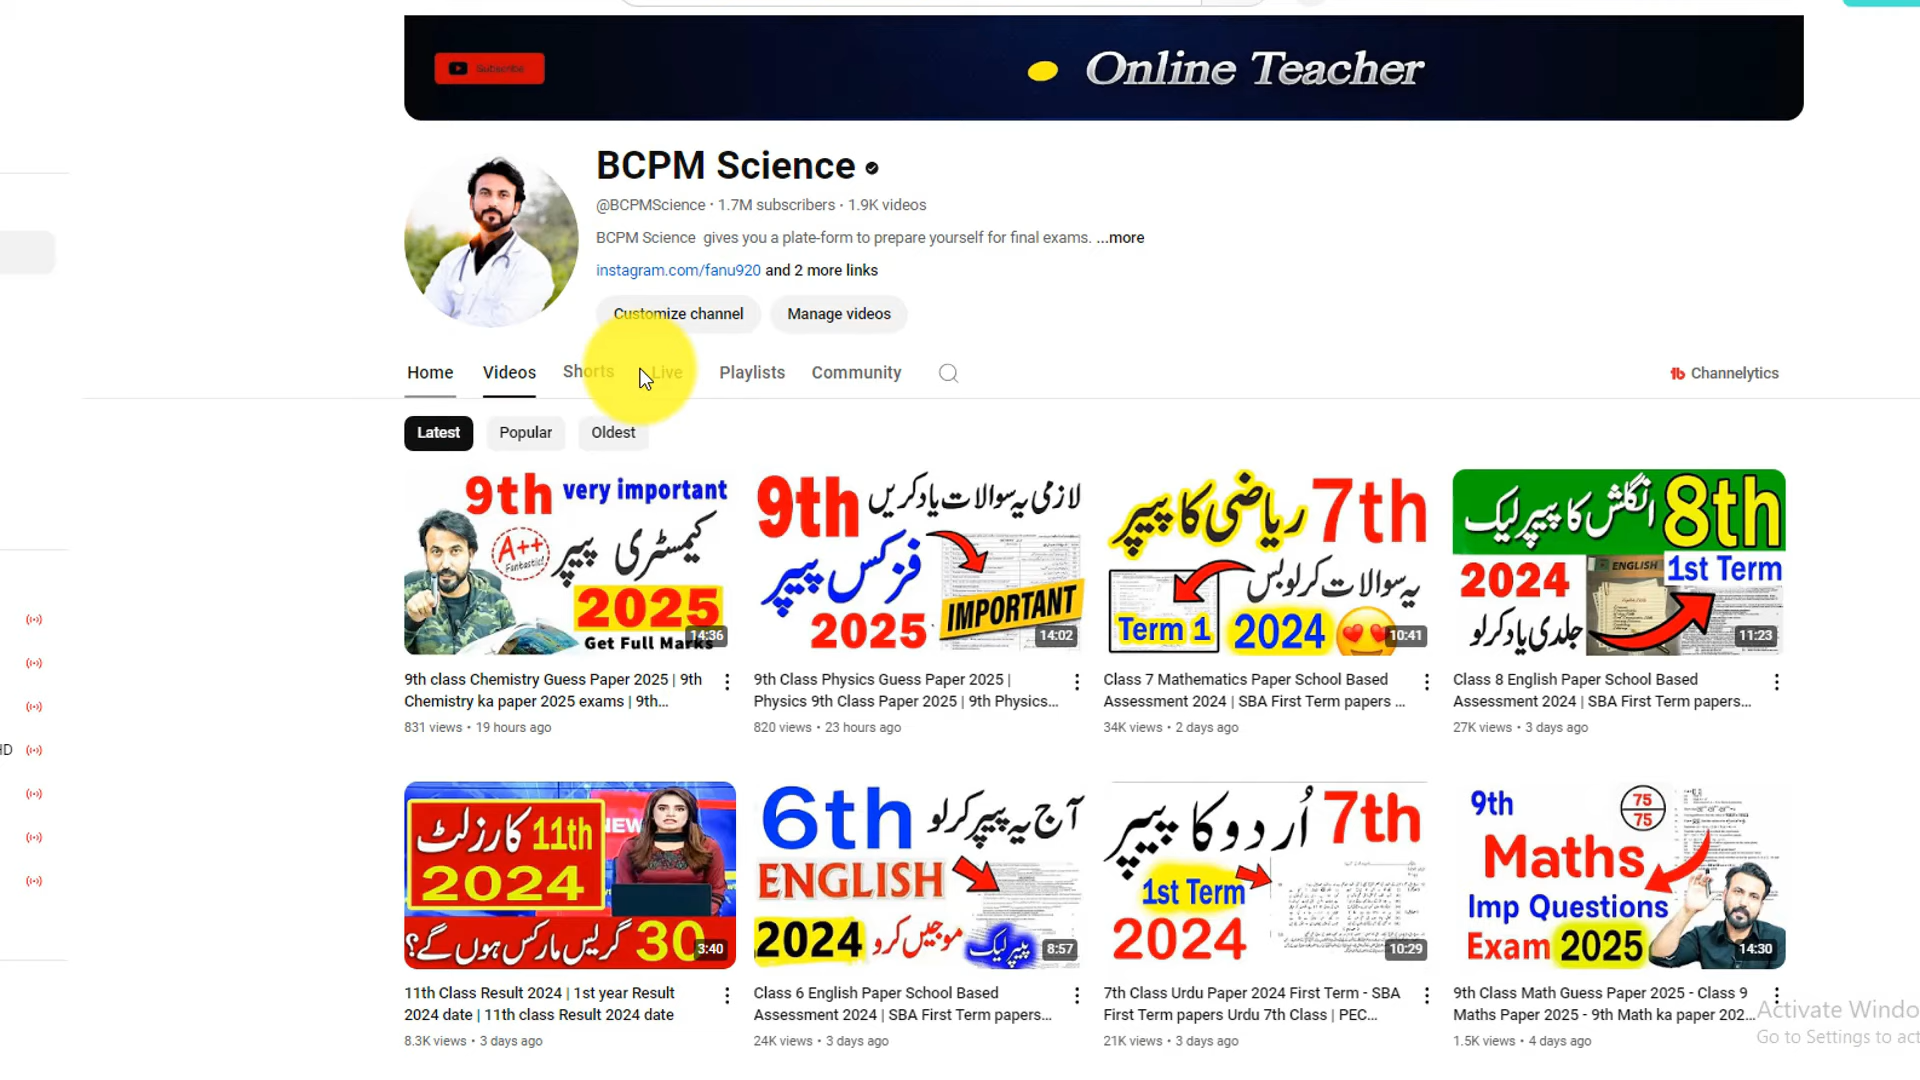 Subscribe
Online Teacher
BCPM Science
@BCPMScience · 1.7M subscribers · 1.9K videos
BCPM Science gives you a plate-form to prepare yourself for final exams. ...more
instagram.com/fanu920 and 2 more links
Customize channel
Manage videos
Home
Videos
Shorts
Live
Playlists
Community
Channelytics
Latest
Popular
Oldest
9th very important
کیمسٹری پیپر
A++
Fantastic!
2025
Get Full Marks
14:36
9th لازمی یہ سوالات یاد کریں
فزکس پیپر
IMPORTANT
2025
14:02
ریاضی کا پیپر 7th
یہ سوالات کرلو بس
Term 1
2024
10:41
انگلش کا پیپر لیک 8th
1st Term
ENGLISH
2024
جلدی یاد کرلو
11:23
9th class Chemistry Guess Paper 2025 | 9th
Chemistry ka paper 2025 exams | 9th...
831 views · 19 hours ago
9th Class Physics Guess Paper 2025 |
Physics 9th Class Paper 2025 | 9th Physics...
820 views · 23 hours ago
Class 7 Mathematics Paper School Based
Assessment 2024 | SBA First Term papers ...
34K views · 2 days ago
Class 8 English Paper School Based
Assessment 2024 | SBA First Term papers...
27K views · 3 days ago
11th کا رزلٹ
NEW
2024
30 گریس مارکس ہوں گے؟
3:40
6th آج یہ پیپر کرلو
ENGLISH
2024 موجیں کرو
پیپر لیک
8:57
اُردو کا پیپر 7th
1st Term
2024
10:29
9th
75
75
Maths
Imp Questions
Exam 2025
14:30
11th Class Result 2024 | 1st year Result
2024 date | 11th class Result 2024 date
8.3K views · 3 days ago
Class 6 English Paper School Based
Assessment 2024 | SBA First Term papers...
24K views · 3 days ago
7th Class Urdu Paper 2024 First Term - SBA
First Term papers Urdu 7th Class | PEC...
21K views · 3 days ago
9th Class Math Guess Paper 2025 - Class 9
Maths Paper 2025 - 9th Math ka paper 202...
1.5K views · 4 days ago
HD
Activate Windo
Go to Settings to act